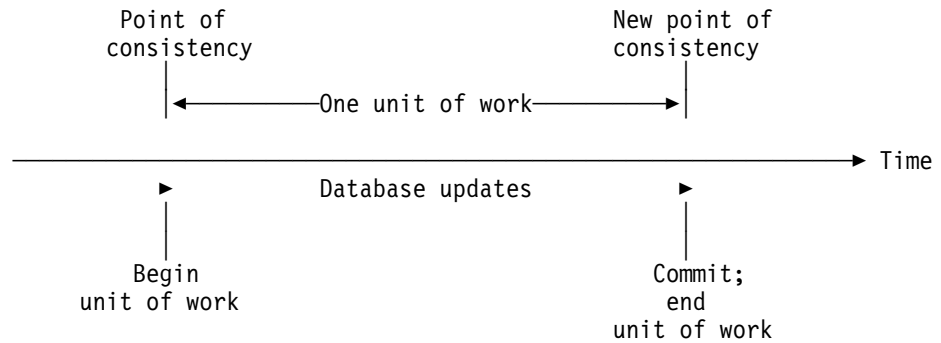 Point of
consistency
New point of
consistency
One unit of work
Time
Database updates
Begin
unit of work
Commit;
end
unit of work